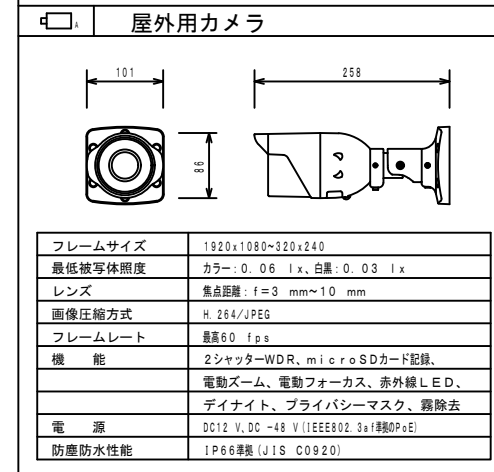 A 屋外用カメラ
101
258
86
フレームサイズ 1920x1080~320x240
最低被写体照度 カラー:0.06 lx、白黒:0.03 lx
レンズ 焦点距離:f=3 mm~10 mm
画像圧縮方式 H.264/JPEG
フレームレート 最高60 fps
機 能 2シャッターWDR、microSDカード記録、
電動ズーム、電動フォーカス、赤外線LED、
デイナイト、プライバシーマスク、霧除去
電 源 DC12 V、DC -48 V(IEEE802.3af準拠PoE)
防塵防水性能 IP66準拠(JIS C0920)